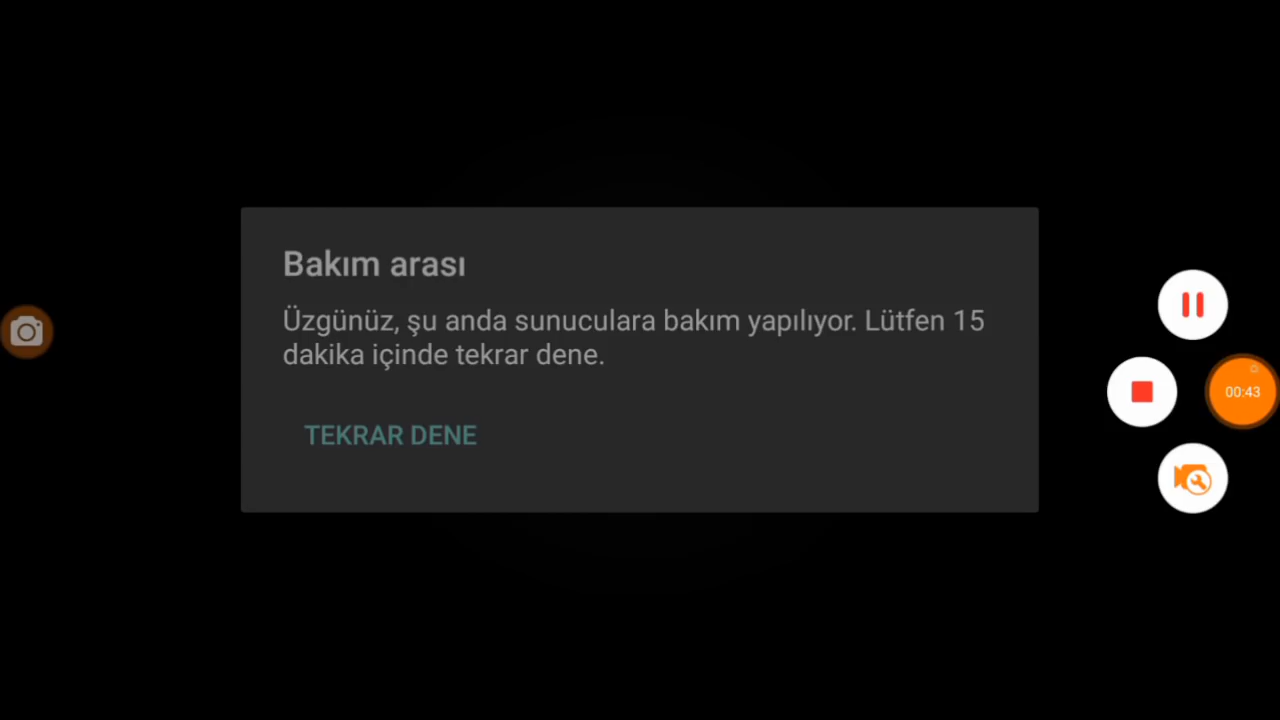 Bakım arası
Üzgünüz, şu anda sunuculara bakım yapılıyor. Lütfen 15
dakika içinde tekrar dene.
00:43
TEKRAR DENE